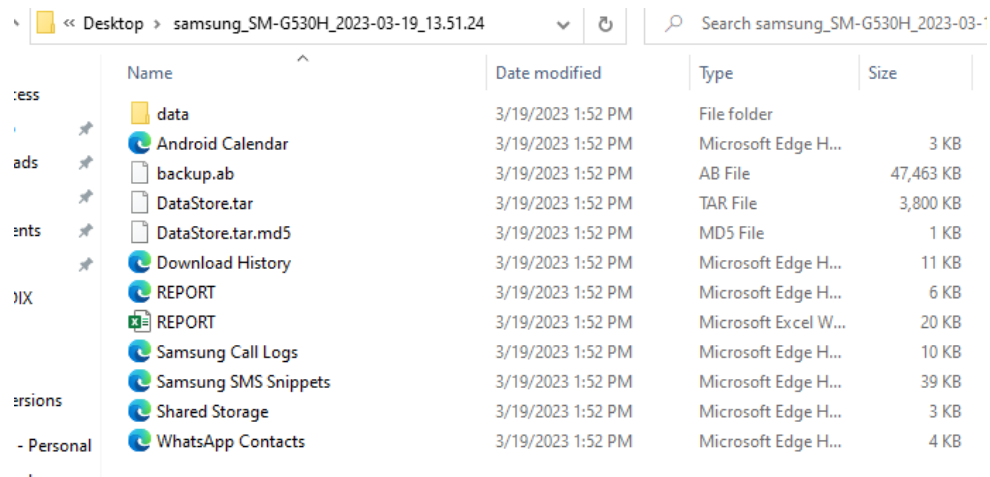 « Desktop › samsung_SM-G530H_2023-03-19_13.51.24 Search samsung_SM-G530H_2023-03-1
Name Date modified Type Size
data 3/19/2023 1:52 PM File folder
Android Calendar 3/19/2023 1:52 PM Microsoft Edge H... 3 KB
backup.ab 3/19/2023 1:52 PM AB File 47,463 KB
DataStore.tar 3/19/2023 1:52 PM TAR File 3,800 KB
DataStore.tar.md5 3/19/2023 1:52 PM MD5 File 1 KB
Download History 3/19/2023 1:52 PM Microsoft Edge H... 11 KB
REPORT 3/19/2023 1:52 PM Microsoft Edge H... 6 KB
REPORT 3/19/2023 1:52 PM Microsoft Excel W... 20 KB
Samsung Call Logs 3/19/2023 1:52 PM Microsoft Edge H... 10 KB
Samsung SMS Snippets 3/19/2023 1:52 PM Microsoft Edge H... 39 KB
Shared Storage 3/19/2023 1:52 PM Microsoft Edge H... 3 KB
WhatsApp Contacts 3/19/2023 1:52 PM Microsoft Edge H... 4 KB
cess
ads
ents
DIX
ersions
- Personal